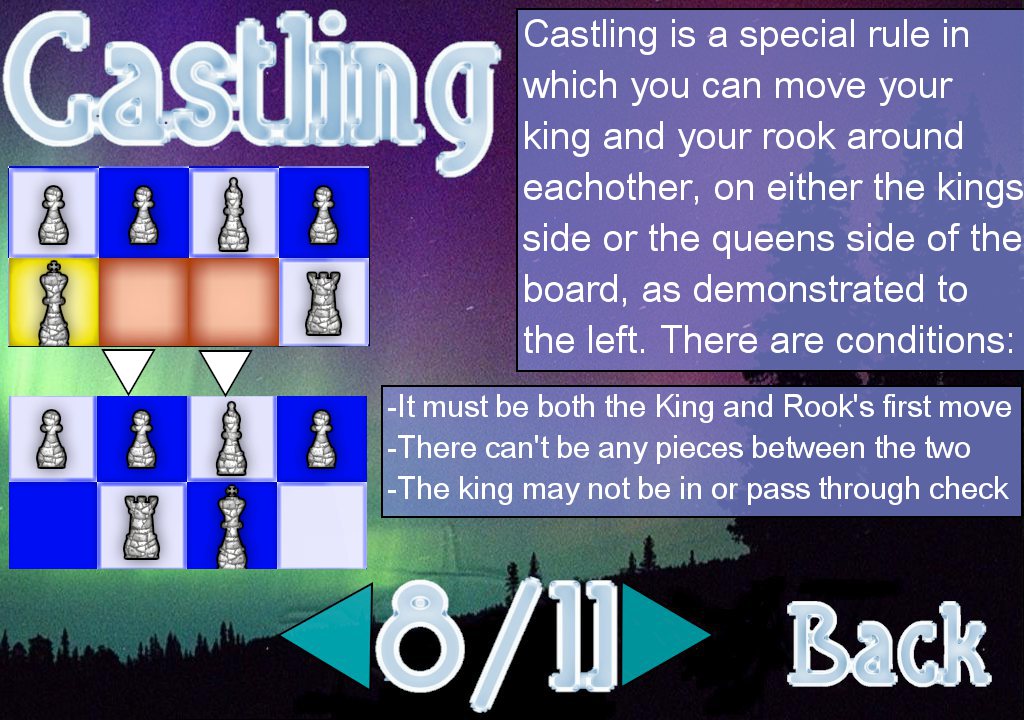 Castling
Castling is a special rule in
which you can move your
king and your rook around
eachother, on either the kings
side or the queens side of the
board, as demonstrated to
the left. There are conditions:
-It must be both the King and Rook's first move
-There can't be any pieces between the two
-The king may not be in or pass through check
8/11
Back